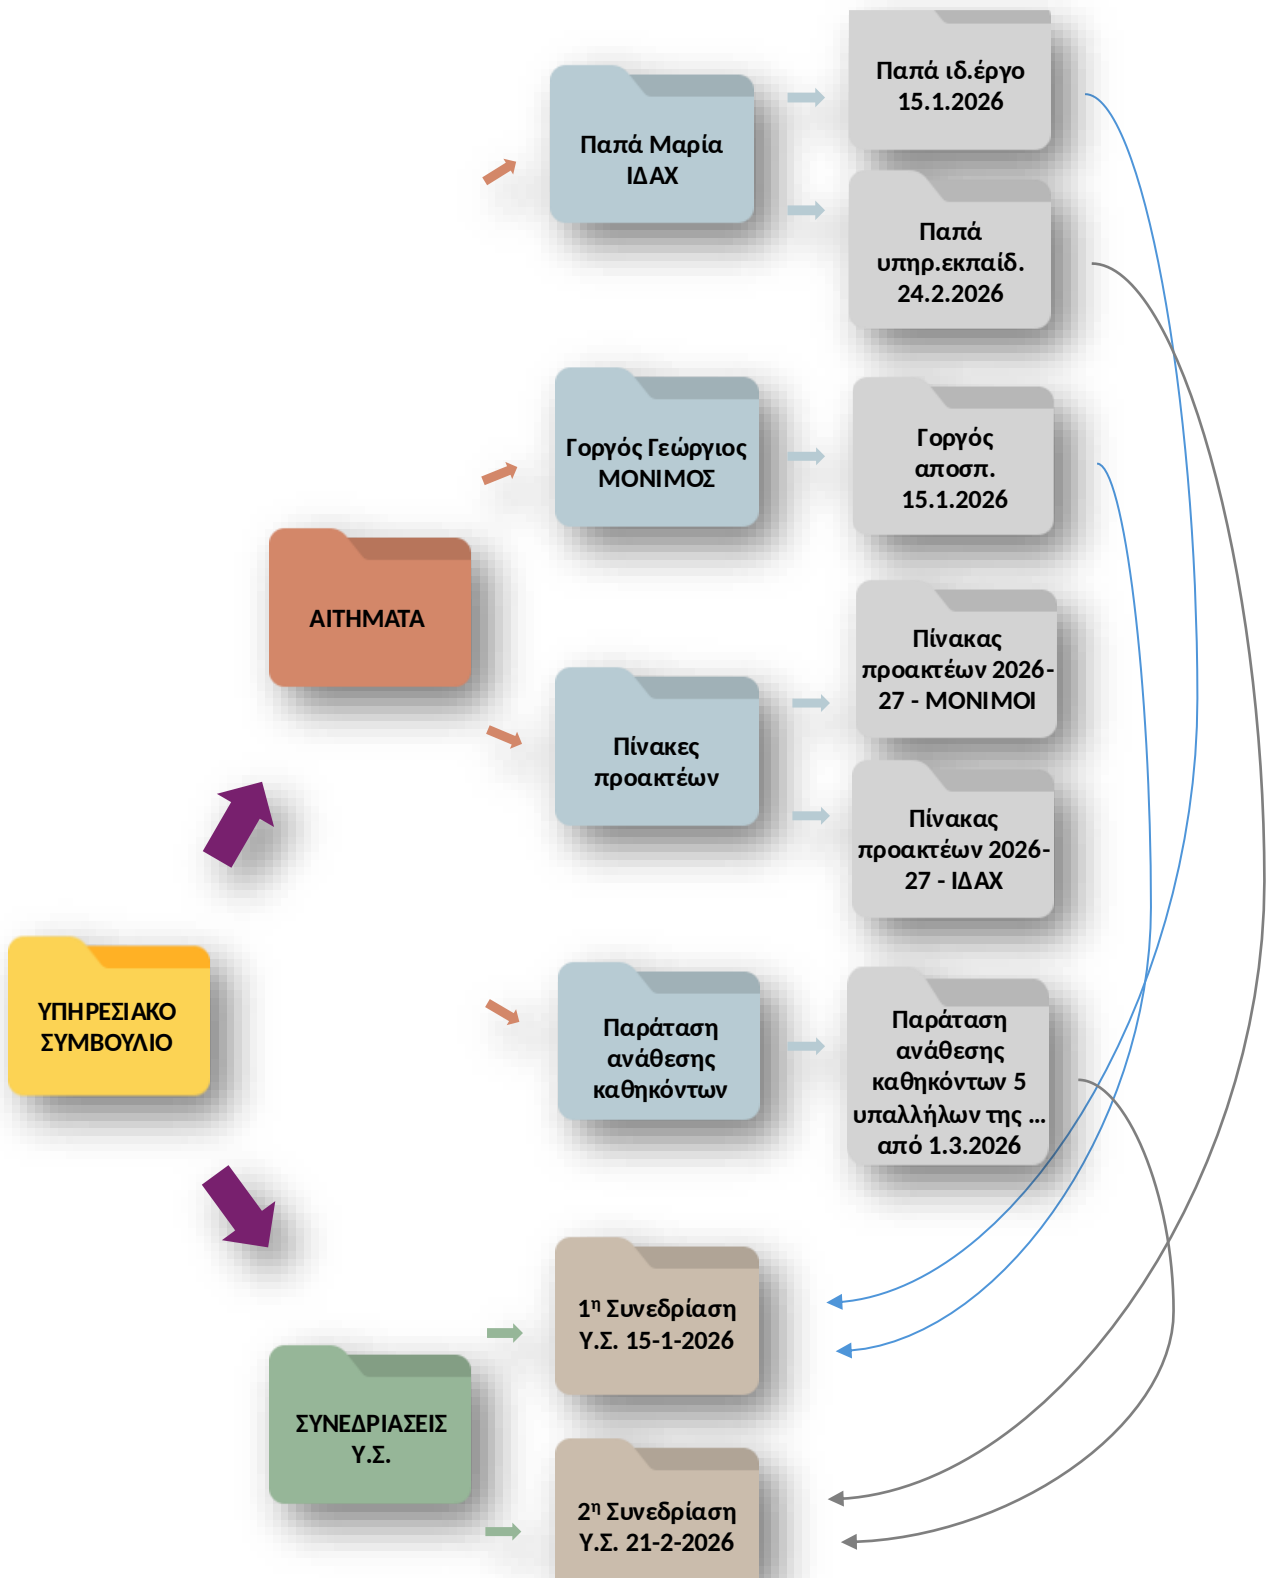 Παπά ιδ.έργο
15.1.2026
Παπά Μαρία
ΙΔΑΧ
Παπά
υπηρ.εκπαίδ.
24.2.2026
Γοργός Γεώργιος
ΜΟΝΙΜΟΣ
Γοργός
αποσπ.
15.1.2026
ΑΙΤΗΜΑΤΑ
Πίνακες
προακτέων
Πίνακας
προακτέων 2026-
27 - ΜΟΝΙΜΟΙ
Πίνακας
προακτέων 2026-
27 - ΙΔΑΧ
ΥΠΗΡΕΣΙΑΚΟ
ΣΥΜΒΟΥΛΙΟ
Παράταση
ανάθεσης
καθηκόντων
Παράταση
ανάθεσης
καθηκόντων 5
υπαλλήλων της ...
από 1.3.2026
ΣΥΝΕΔΡΙΑΣΕΙΣ
Υ.Σ.
1η Συνεδρίαση
Υ.Σ. 15-1-2026
2η Συνεδρίαση
Υ.Σ. 21-2-2026